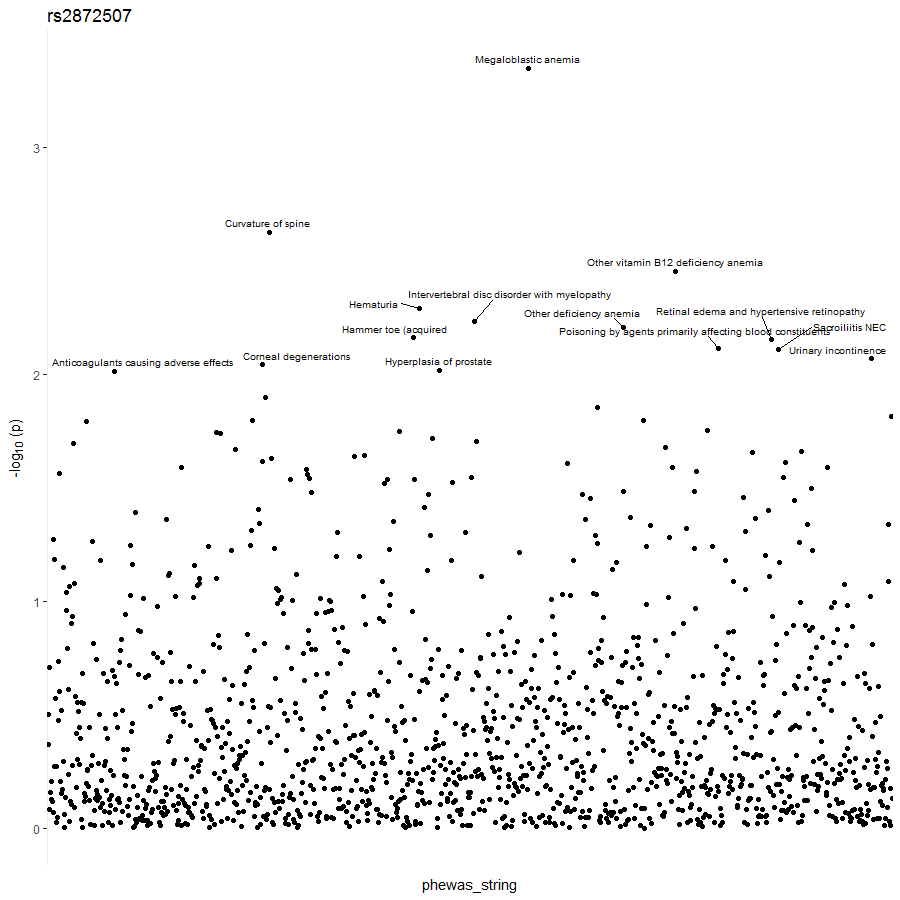 rs2872507
Megaloblastic anemia
3
Curvature of spine
Other vitamin B12 deficiency anemia
Intervertebral disc disorder with myelopathy
Hematuria
Other deficiency anemia
Retinal edema and hypertensive retinopathy
Hammer toe (acquired
Poisoning by agents primarily affecting blood constituents
Sacroiliitis NEC
Urinary incontinence
Corneal degenerations
Anticoagulants causing adverse effects
Hyperplasia of prostate
2
-log10 (p)
1
0
phewas_string